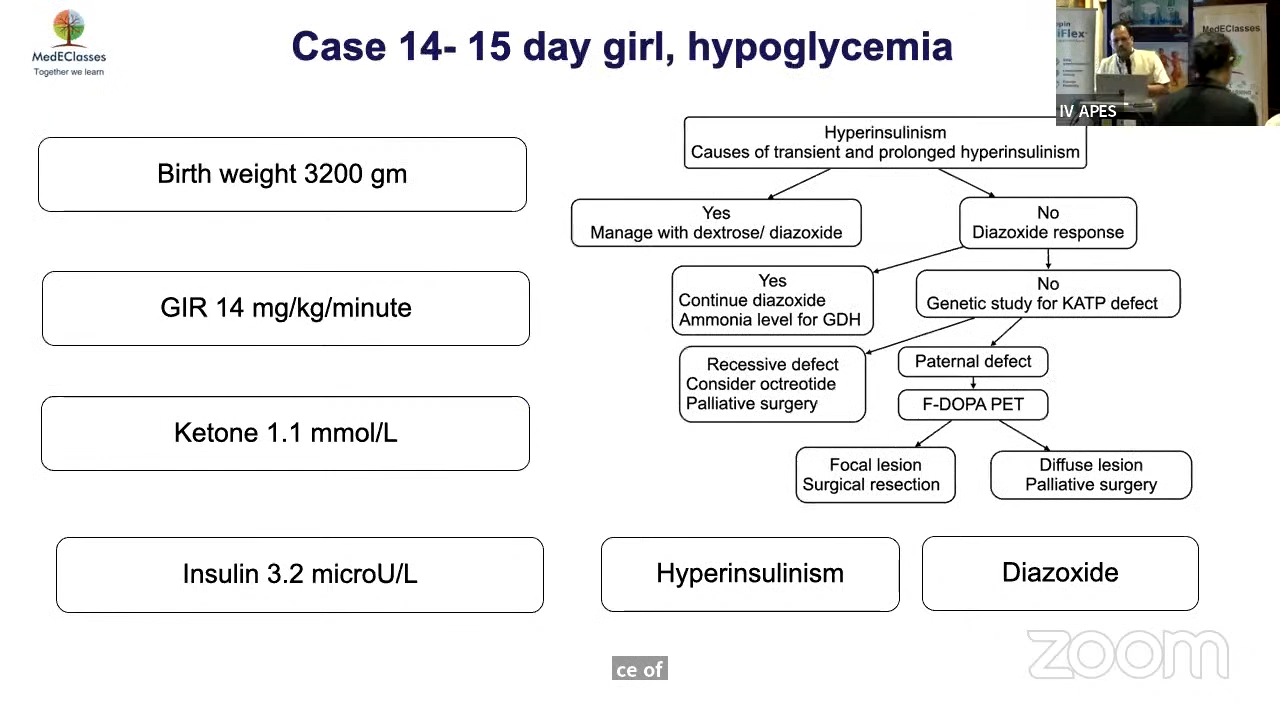 MedEClasses
Together we learn
Case 14- 15 day girl, hypoglycemia
MedEClasses
IV APES
Birth weight 3200 gm
GIR 14 mg/kg/minute
Ketone 1.1 mmol/L
Insulin 3.2 microU/L
Hyperinsulinism
Causes of transient and prolonged hyperinsulinism
Yes
Manage with dextrose/ diazoxide
No
Diazoxide response
Yes
Continue diazoxide
Ammonia level for GDH
No
Genetic study for KATP defect
Recessive defect
Consider octreotide
Palliative surgery
Paternal defect
F-DOPA PET
Focal lesion
Surgical resection
Diffuse lesion
Palliative surgery
Hyperinsulinism
Diazoxide
zoom
ce of